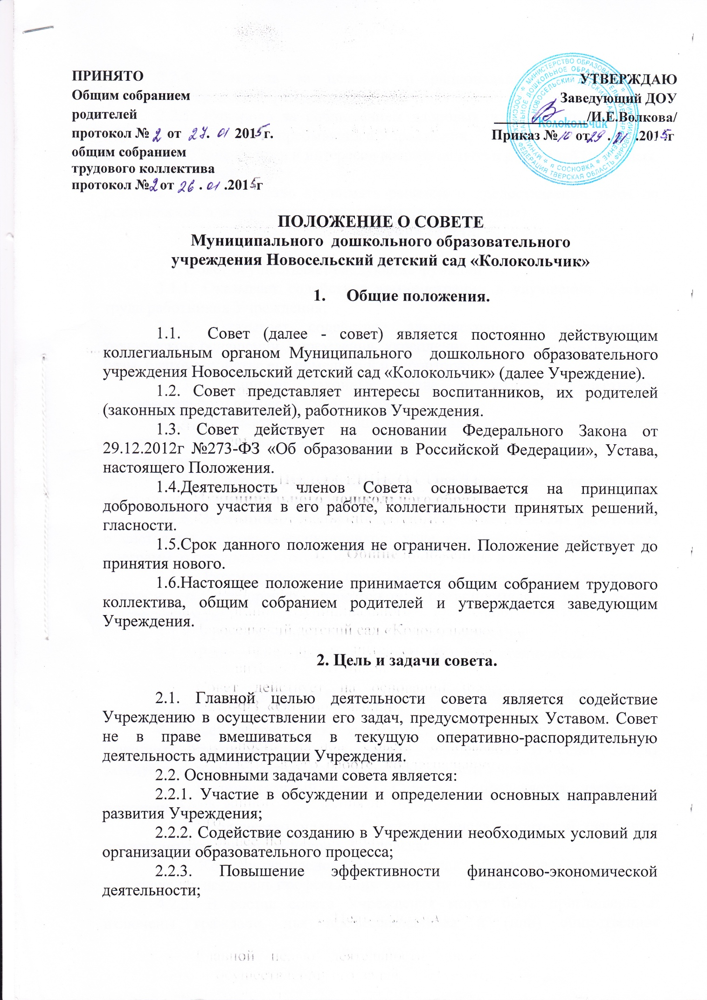 ПРИНЯТО
Общим собранием
родителей
протокол № 2 от 27. 01 2015 г.
общим собранием
трудового коллектива
протокол №2 от 26 . 01 .2015г
УТВЕРЖДАЮ
Заведующий ДОУ
/И.Е.Волкова/
Приказ №10 от29 . 01 .2015г
РОССИЙСКАЯ ФЕДЕРАЦИЯ ТВЕРСКАЯ ОБЛАСТЬ ФИРОВСКИЙ РАЙОН * МИНИСТЕРСТВО ОБРАЗОВАНИЯ *
МУНИЦИПАЛЬНОЕ ДОШКОЛЬНОЕ ОБРАЗОВАТЕЛЬНОЕ УЧРЕЖДЕНИЕ * п СОСНОВКА *
НОВОСЕЛЬСКИЙ ДЕТСКИЙ САД
Колокольчик
ПОЛОЖЕНИЕ О СОВЕТЕ
Муниципального дошкольного образовательного
учреждения Новосельский детский сад «Колокольчик»
1. Общие положения.
1.1. Совет (далее - совет) является постоянно действующим
коллегиальным органом Муниципального дошкольного образовательного
учреждения Новосельский детский сад «Колокольчик» (далее Учреждение).
1.2. Совет представляет интересы воспитанников, их родителей
(законных представителей), работников Учреждения.
1.3. Совет действует на основании Федерального Закона от
29.12.2012г №273-ФЗ «Об образовании в Российской Федерации», Устава,
настоящего Положения.
1.4.Деятельность членов Совета основывается на принципах
добровольного участия в его работе, коллегиальности принятых решений,
гласности.
1.5.Срок данного положения не ограничен. Положение действует до
принятия нового.
1.6.Настоящее положение принимается общим собранием трудового
коллектива, общим собранием родителей и утверждается заведующим
Учреждения.
2. Цель и задачи совета.
2.1. Главной целью деятельности совета является содействие
Учреждению в осуществлении его задач, предусмотренных Уставом. Совет
не в праве вмешиваться в текущую оперативно-распорядительную
деятельность администрации Учреждения.
2.2. Основными задачами совета является:
2.2.1. Участие в обсуждении и определении основных направлений
развития Учреждения;
2.2.2. Содействие созданию в Учреждении необходимых условий для
организации образовательного процесса;
2.2.3. Повышение эффективности финансово-экономической
деятельности;